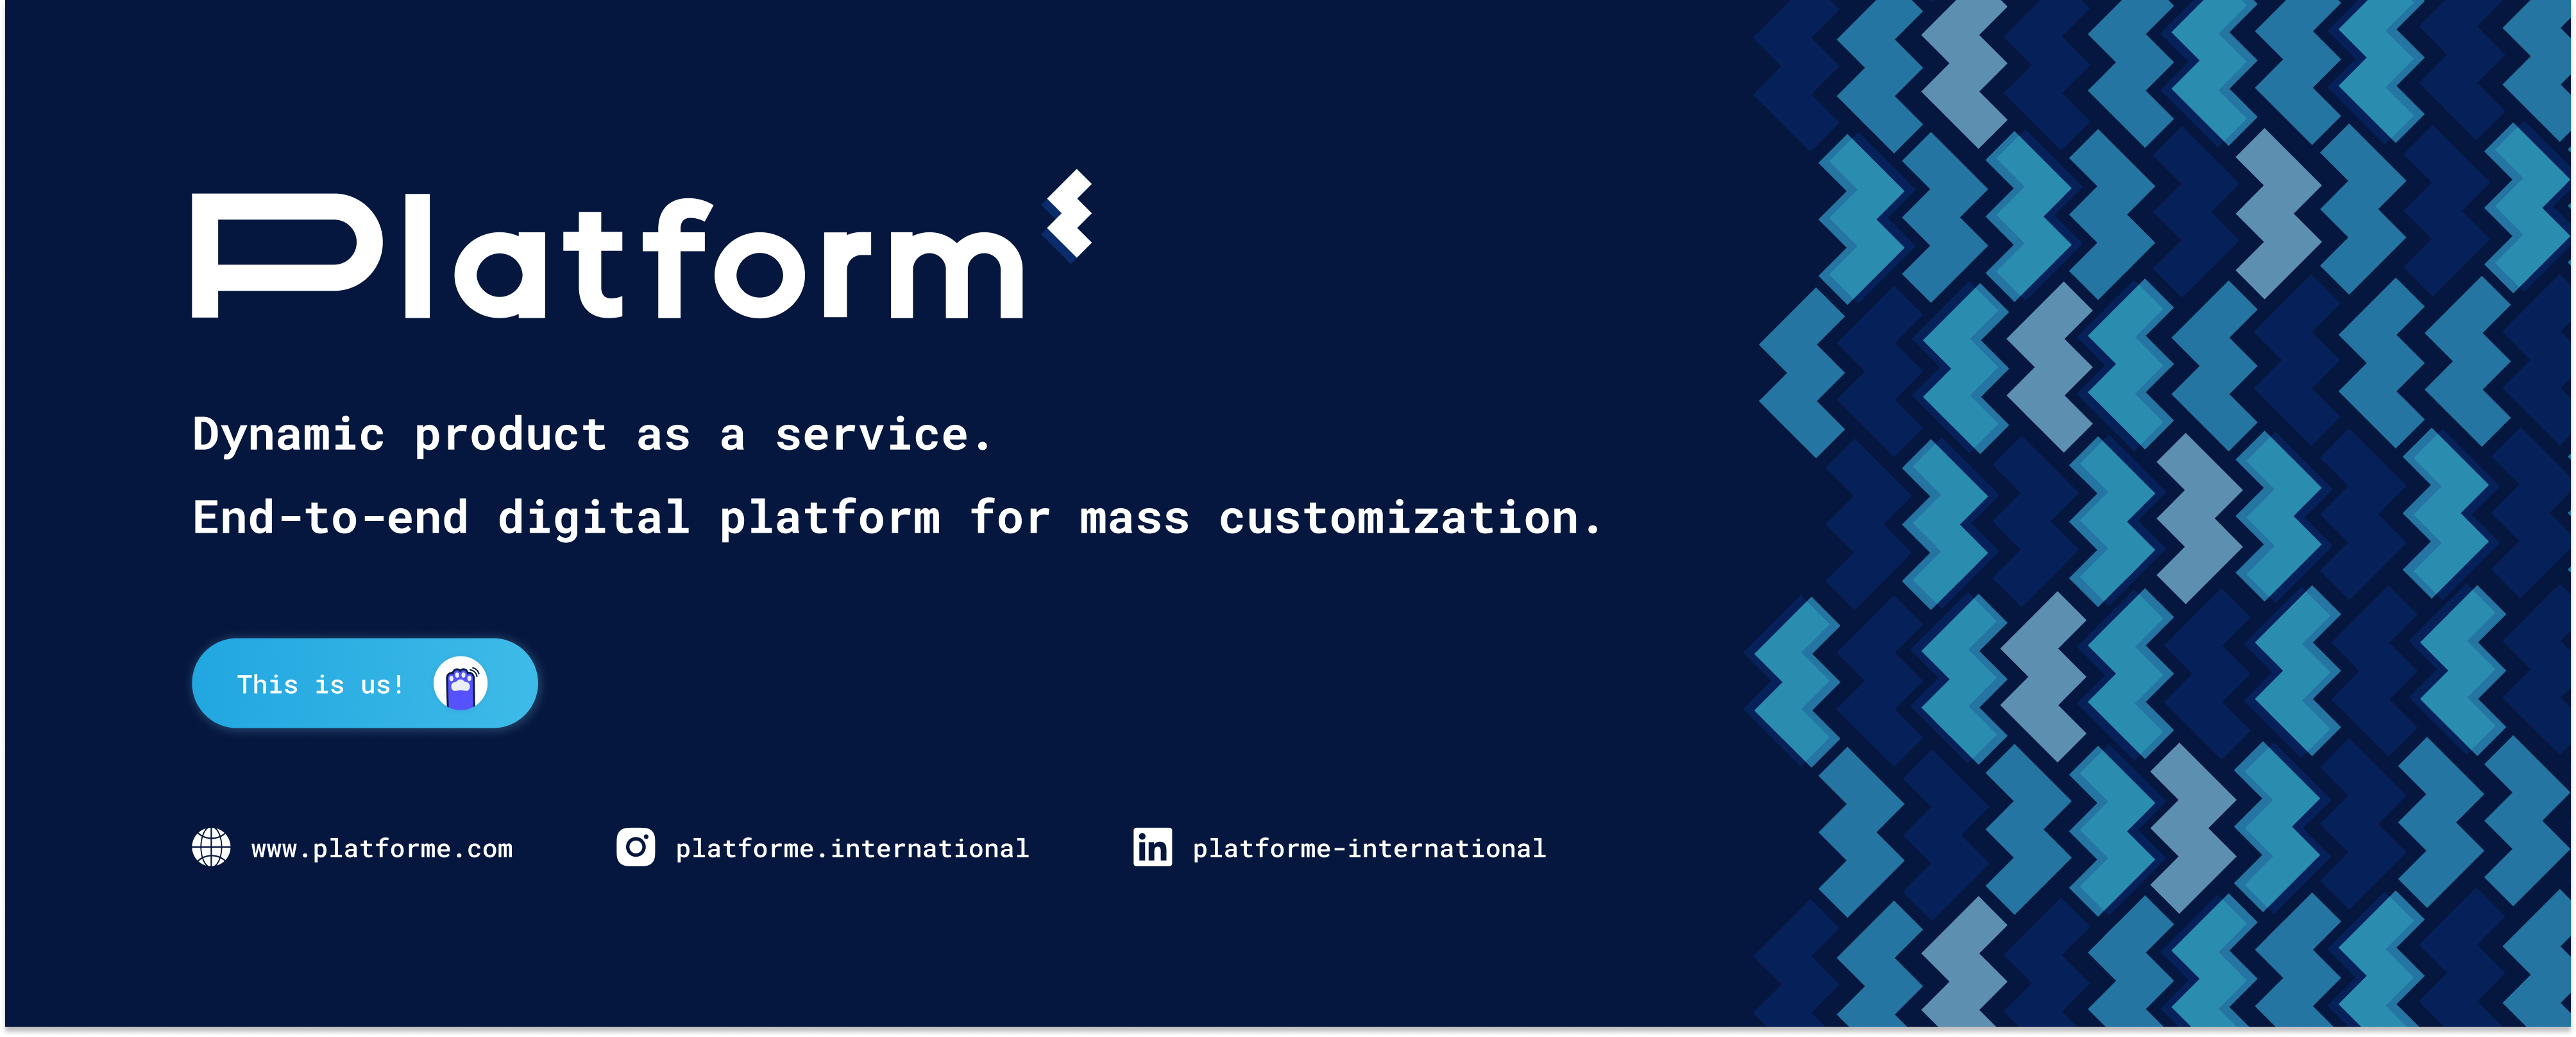 Platform
Dynamic product as a service.
End-to-end digital platform for mass customization.
This is us!
www.platforme.com
platforme.international
in
platforme-international